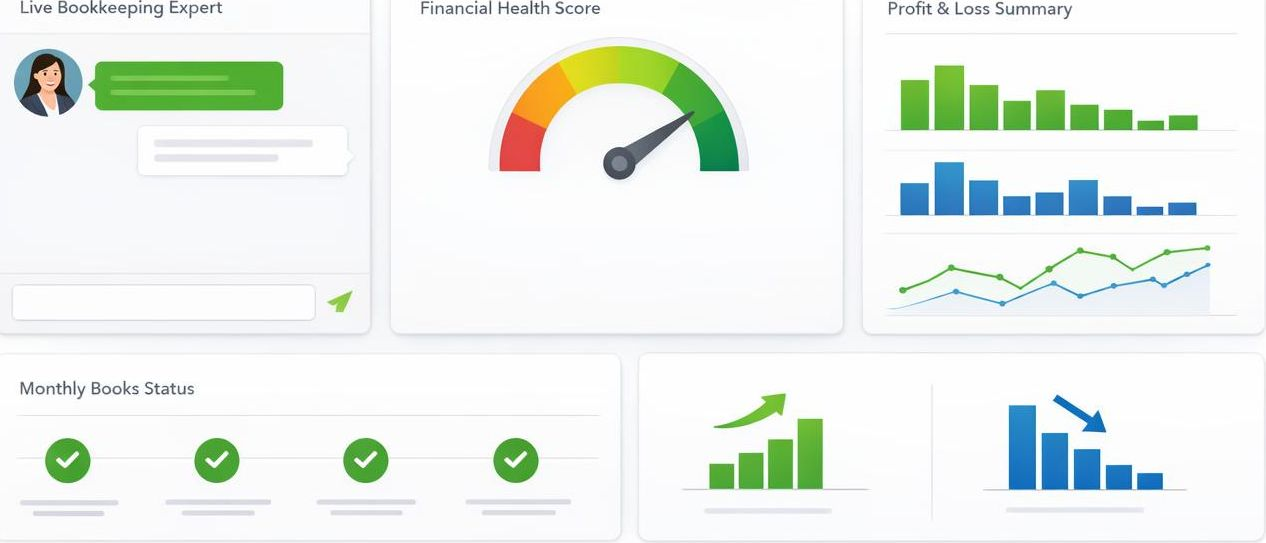 Live Bookkeeping Expert
Financial Health Score
Profit & Loss Summary
Monthly Books Status